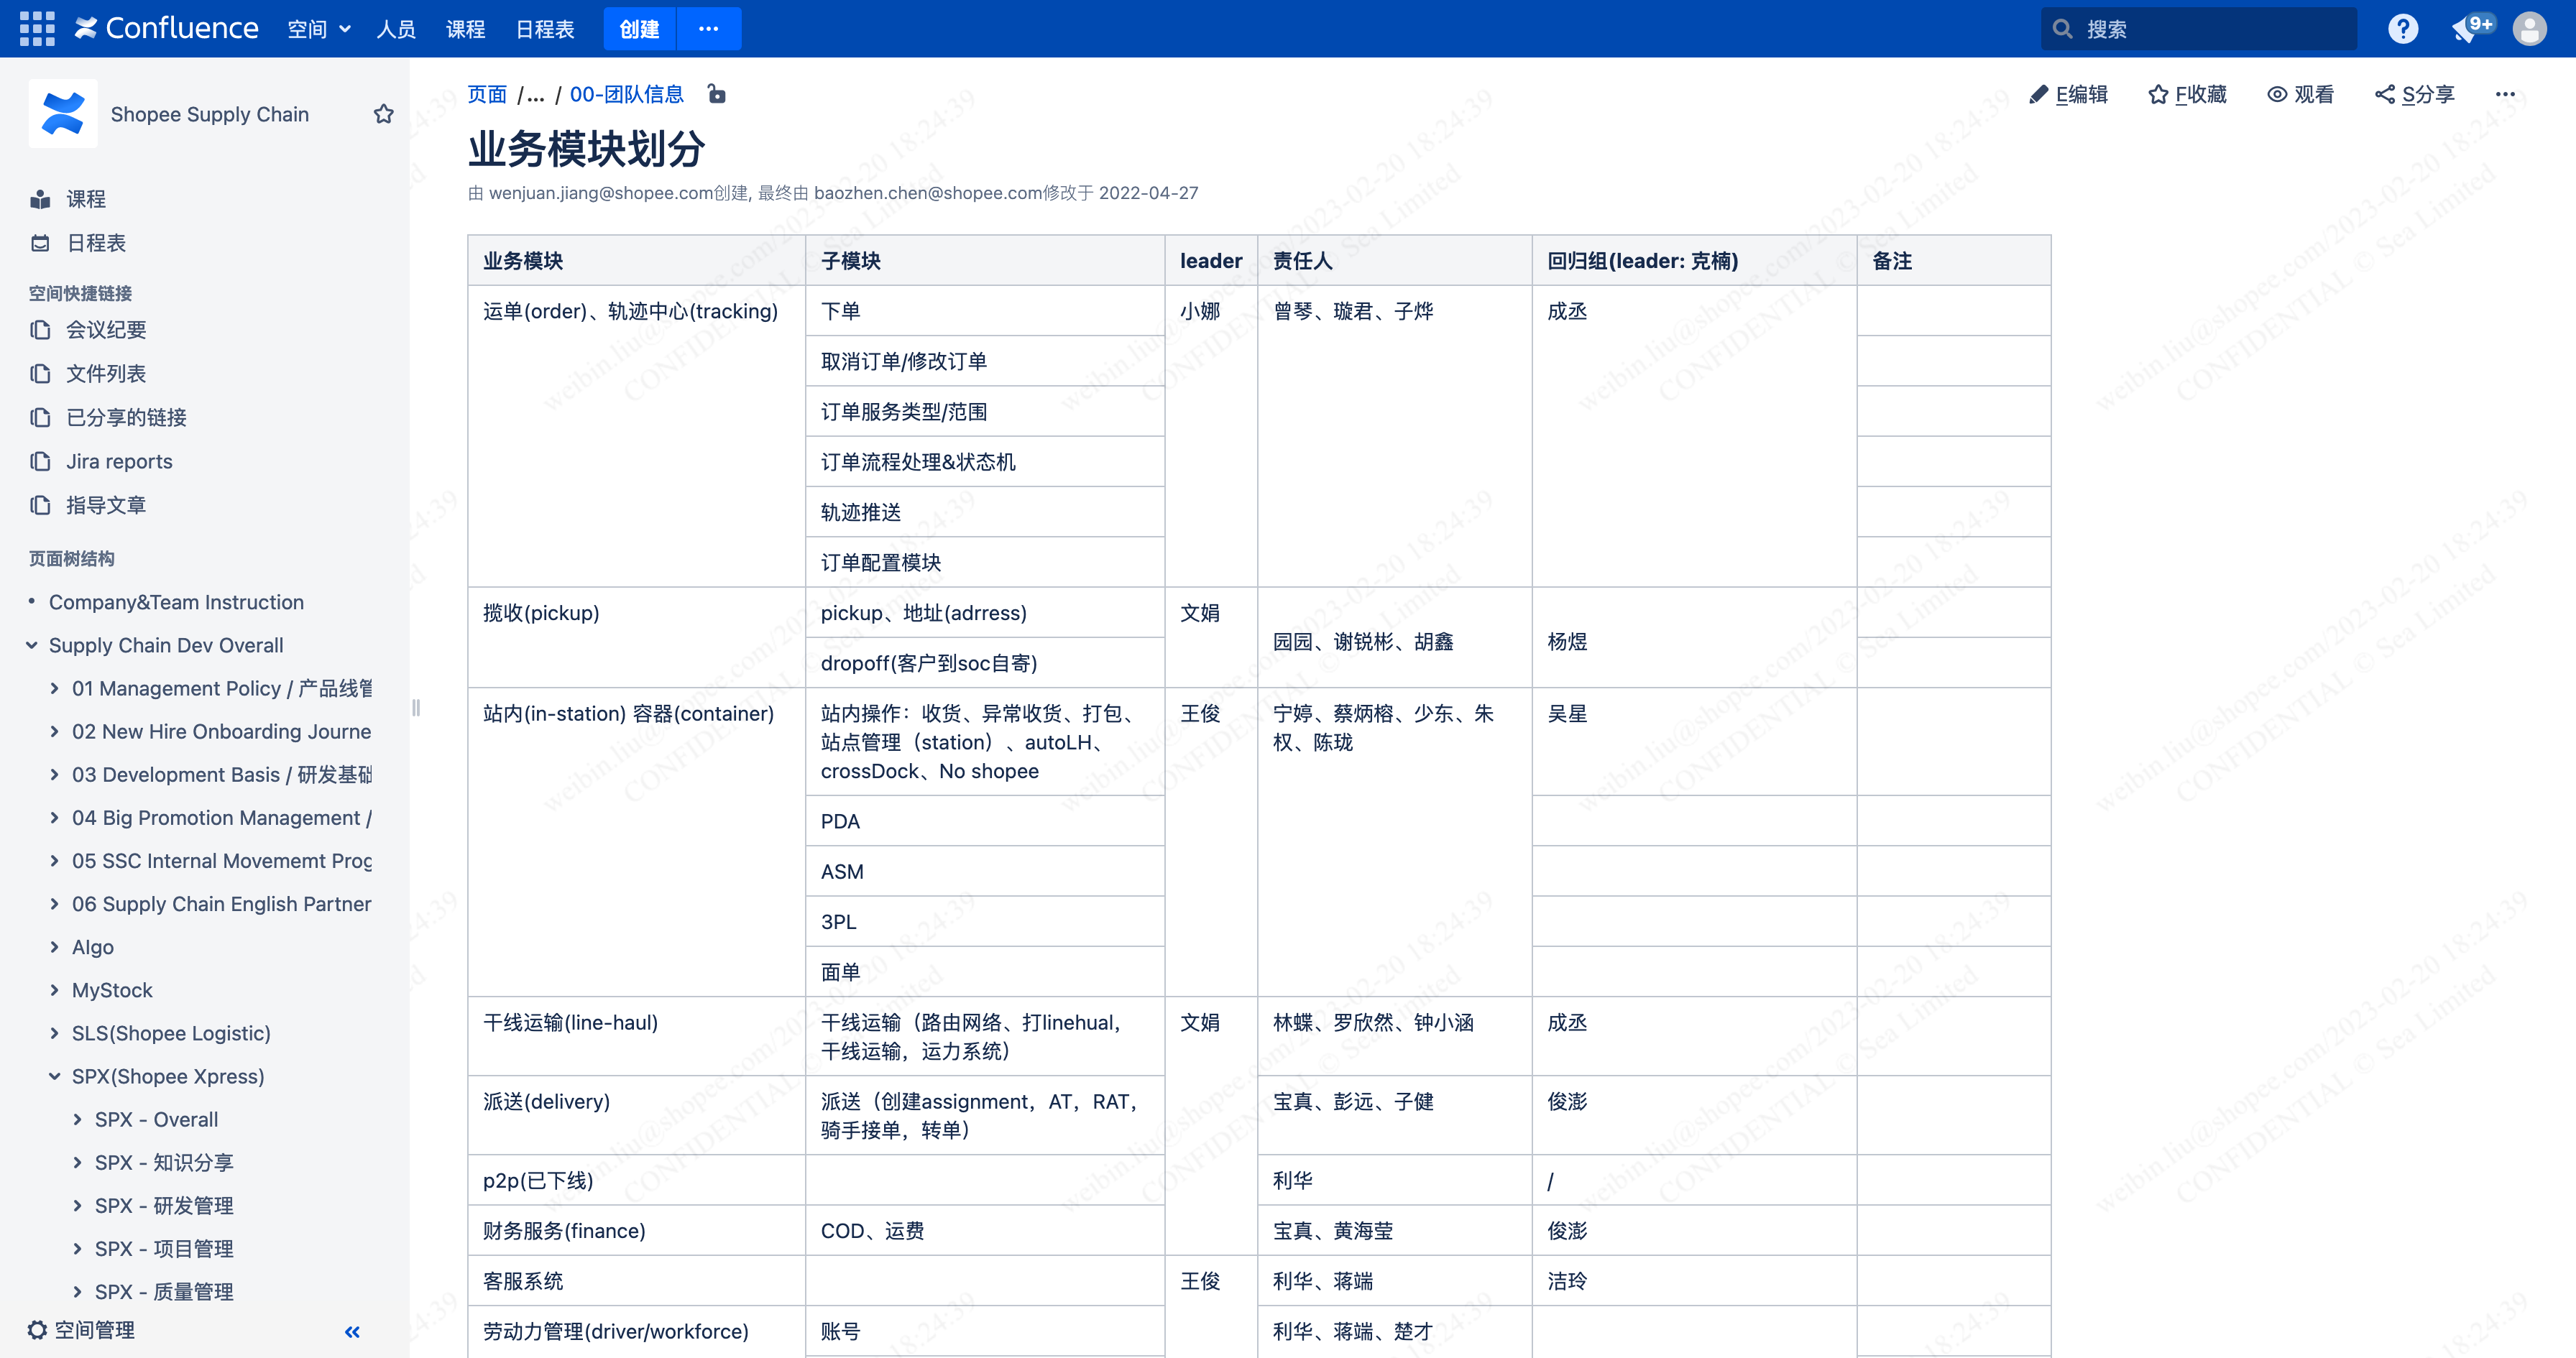 Confluence
空间
人员
课程
日程表
创建
搜索
9+
Shopee Supply Chain
课程
日程表
空间快捷链接
会议纪要
文件列表
已分享的链接
Jira reports
指导文章
页面树结构
Company&Team Instruction
Supply Chain Dev Overall
01 Management Policy / 产品线管
02 New Hire Onboarding Journe
03 Development Basis / 研发基础
04 Big Promotion Management /
05 SSC Internal Movememt Prog
06 Supply Chain English Partner
Algo
MyStock
SLS(Shopee Logistic)
SPX(Shopee Xpress)
SPX - Overall
SPX - 知识分享
SPX - 研发管理
SPX - 项目管理
SPX - 质量管理
空间管理
页面 /... / 00-团队信息
E编辑 F收藏 观看 S分享
业务模块划分
由 wenjuan.jiang@shopee.com创建, 最终由 baozhen.chen@shopee.com修改于 2022-04-27
业务模块 子模块 leader 责任人 回归组(leader: 克楠) 备注
运单(order)、轨迹中心(tracking) 下单 小娜 曾琴、璇君、子烨 成丞
取消订单/修改订单
订单服务类型/范围
订单流程处理&状态机
轨迹推送
订单配置模块
揽收(pickup) pickup、地址(adrress) 文娟
园园、谢锐彬、胡鑫 杨煜
dropoff(客户到soc自寄)
站内(in-station) 容器(container) 站内操作：收货、异常收货、打包、 王俊 宁婷、蔡炳榕、少东、朱 吴星
站点管理（station）、autoLH、 权、陈珑
crossDock、No shopee
PDA
ASM
3PL
面单
干线运输(line-haul) 干线运输（路由网络、打linehual， 文娟 林蝶、罗欣然、钟小涵 成丞
干线运输，运力系统）
派送(delivery) 派送（创建assignment，AT，RAT， 宝真、彭远、子健 俊澎
骑手接单，转单）
p2p(已下线) 利华 /
财务服务(finance) COD、运费 宝真、黄海莹 俊澎
客服系统 王俊 利华、蒋端 洁玲
劳动力管理(driver/workforce) 账号 利华、蒋端、楚才
weibin.liu@shopee.com/2023-02-20 18:24:39
CONFIDENTIAL © Sea Limited